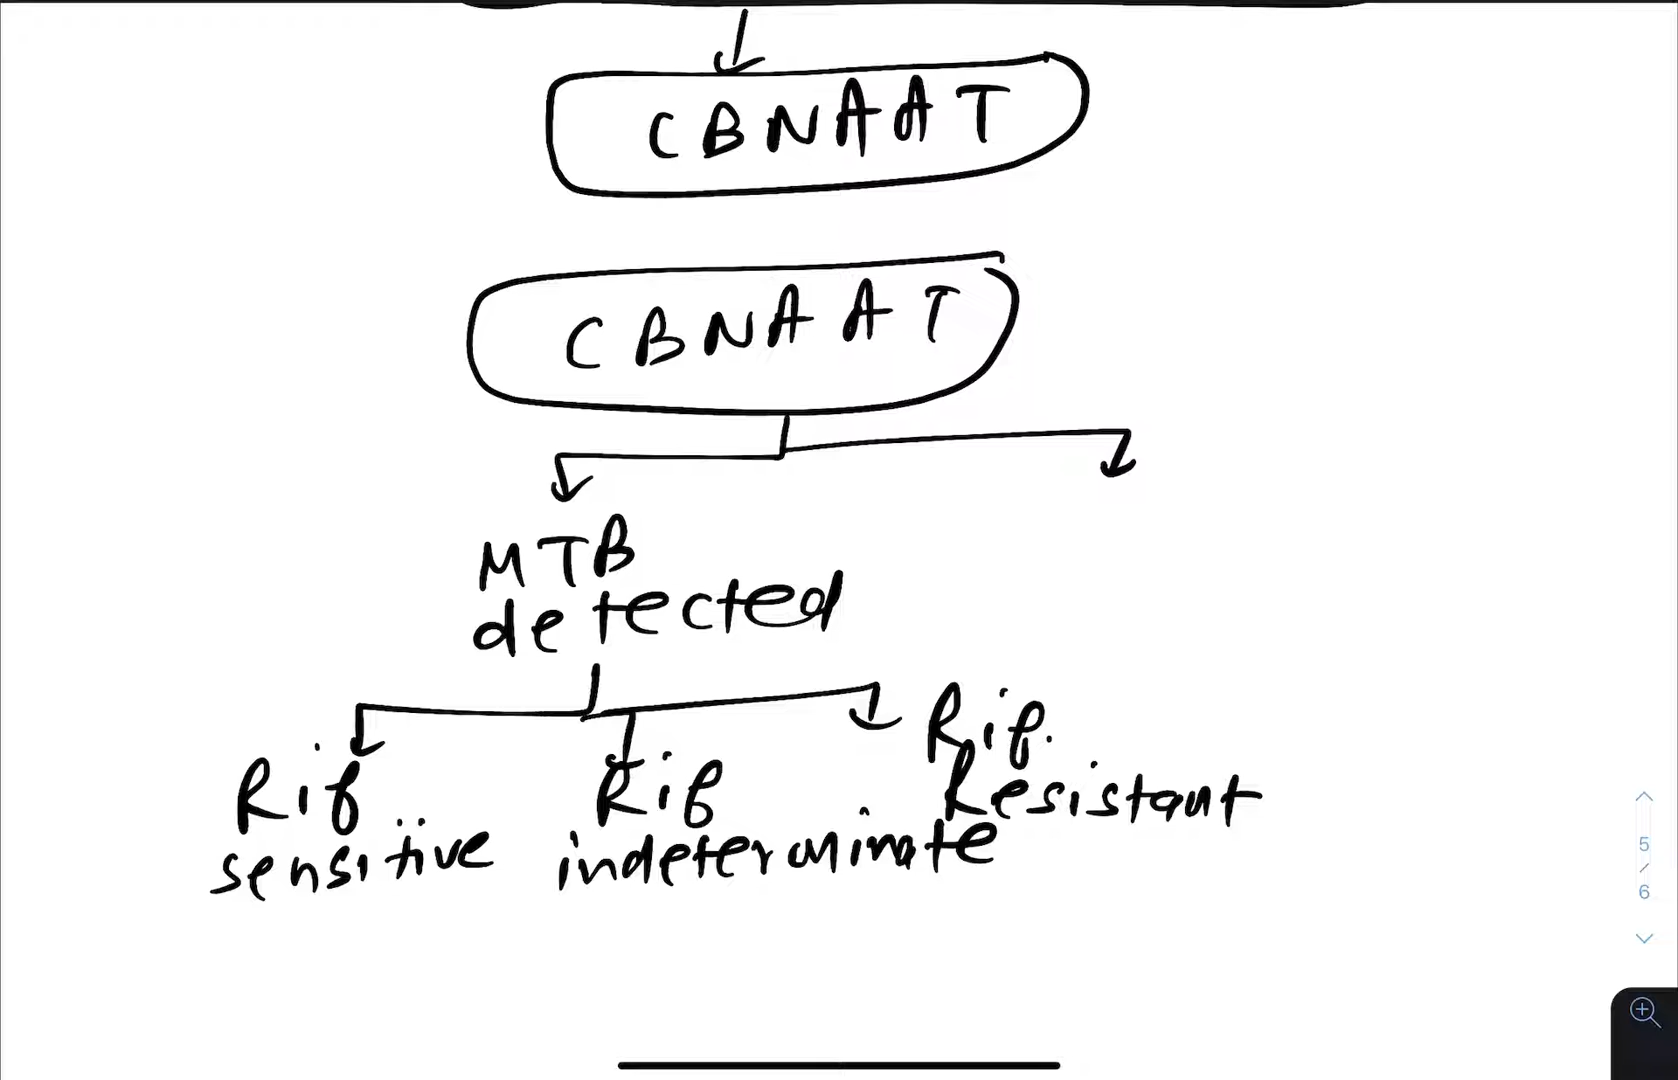 CBNAAT
CBNAAT
MTB
detected
Rif
sensitive
Rif
indeterminate
Rif.
Resistant
5
/
6